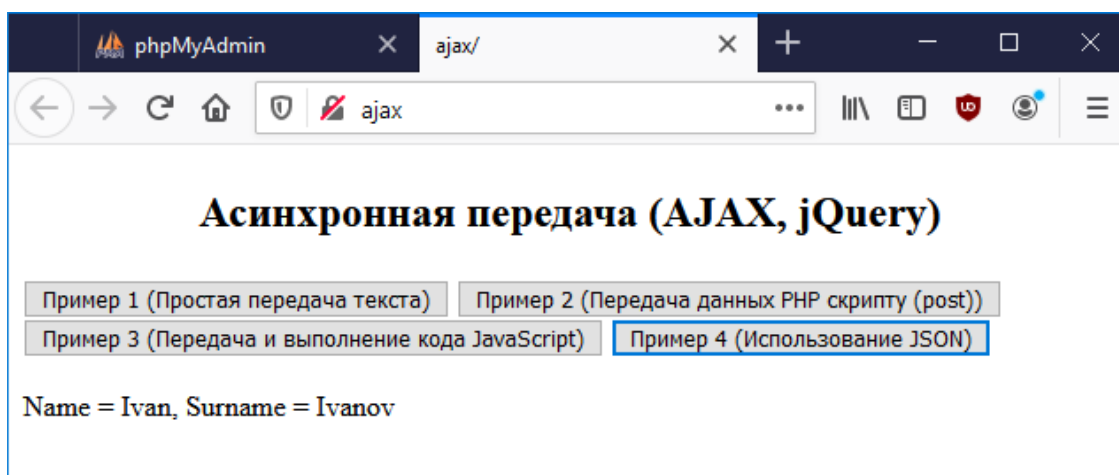 phpMyAdmin ajax/
ajax
Асинхронная передача (AJAX, jQuery)
Пример 1 (Простая передача текста) Пример 2 (Передача данных PHP скрипту (post))
Пример 3 (Передача и выполнение кода JavaScript) Пример 4 (Использование JSON)
Name = Ivan, Surname = Ivanov